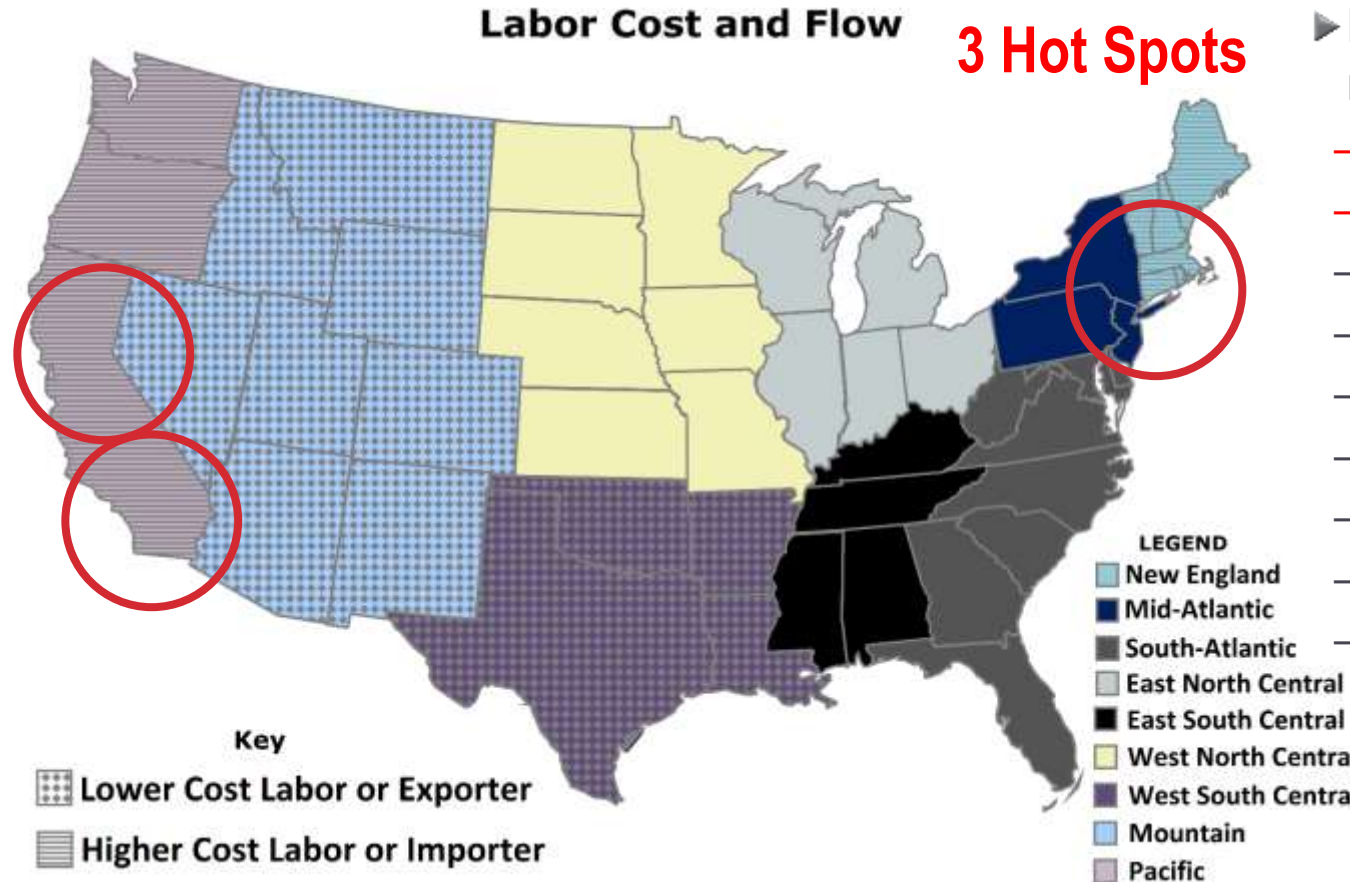 Labor Cost and Flow
3 Hot Spots
LEGEND
New England
Mid-Atlantic
South-Atlantic
East North Central
East South Central
West North Centra
West South Centra
Mountain
Pacific
Key
Lower Cost Labor or Exporter
Higher Cost Labor or Importer